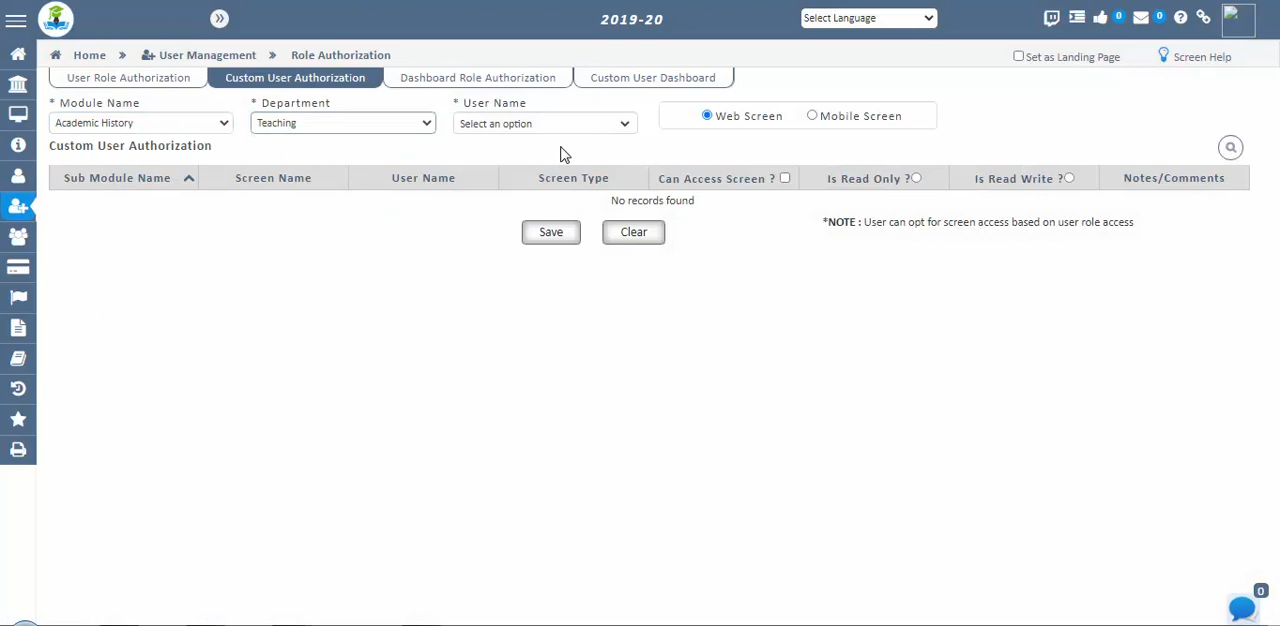 2019-20
Select Language
0
0
Home » User Management » Role Authorization
Set as Landing Page
Screen Help
User Role Authorization
Custom User Authorization
Dashboard Role Authorization
Custom User Dashboard
* Module Name
* Department
* User Name
Academic History
Teaching
Select an option
Web Screen
Mobile Screen
Custom User Authorization
Sub Module Name
Screen Name
User Name
Screen Type
Can Access Screen ?
Is Read Only ?
Is Read Write ?
Notes/Comments
No records found
Save
Clear
*NOTE : User can opt for screen access based on user role access
0